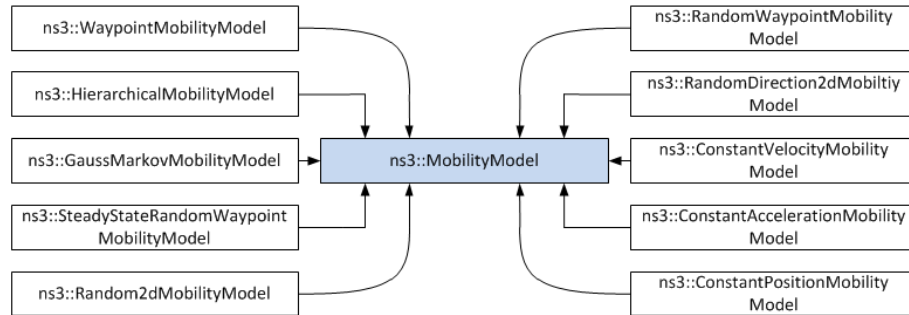 ns3::WaypointMobilityModel
ns3::HierarchicalMobilityModel
ns3::GaussMarkovMobilityModel
ns3::SteadyStateRandomWaypoint
MobilityModel
ns3::Random2dMobilityModel
ns3::MobilityModel
ns3::RandomWaypointMobility
Model
ns3::RandomDirection2dMobiltiy
Model
ns3::ConstantVelocityMobility
Model
ns3::ConstantAccelerationMobility
Model
ns3::ConstantPositionMobility
Model